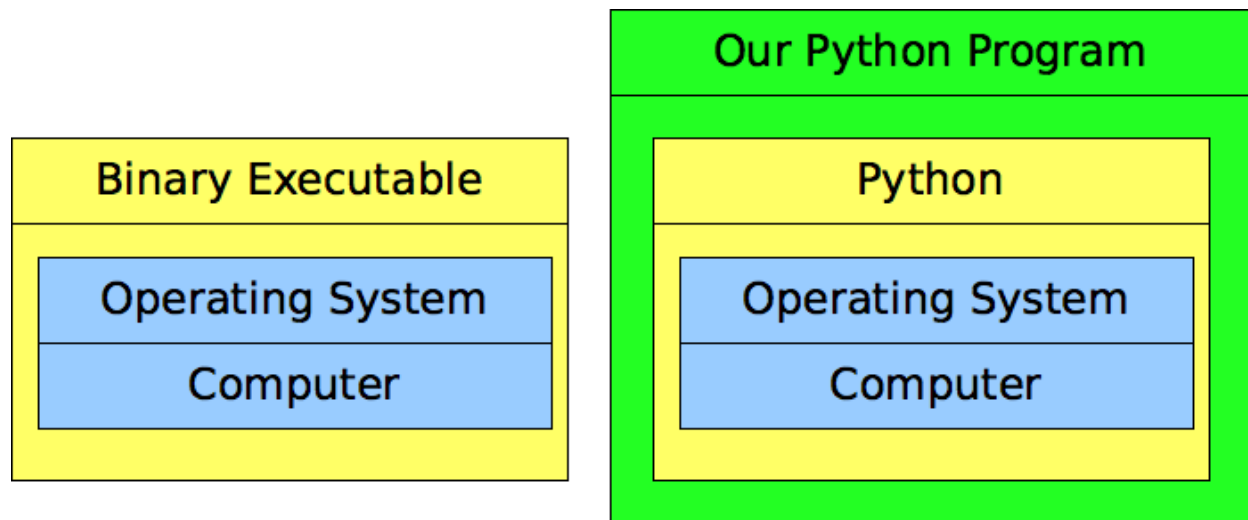 Binary Executable
Operating System
Computer
Our Python Program
Python
Operating System
Computer